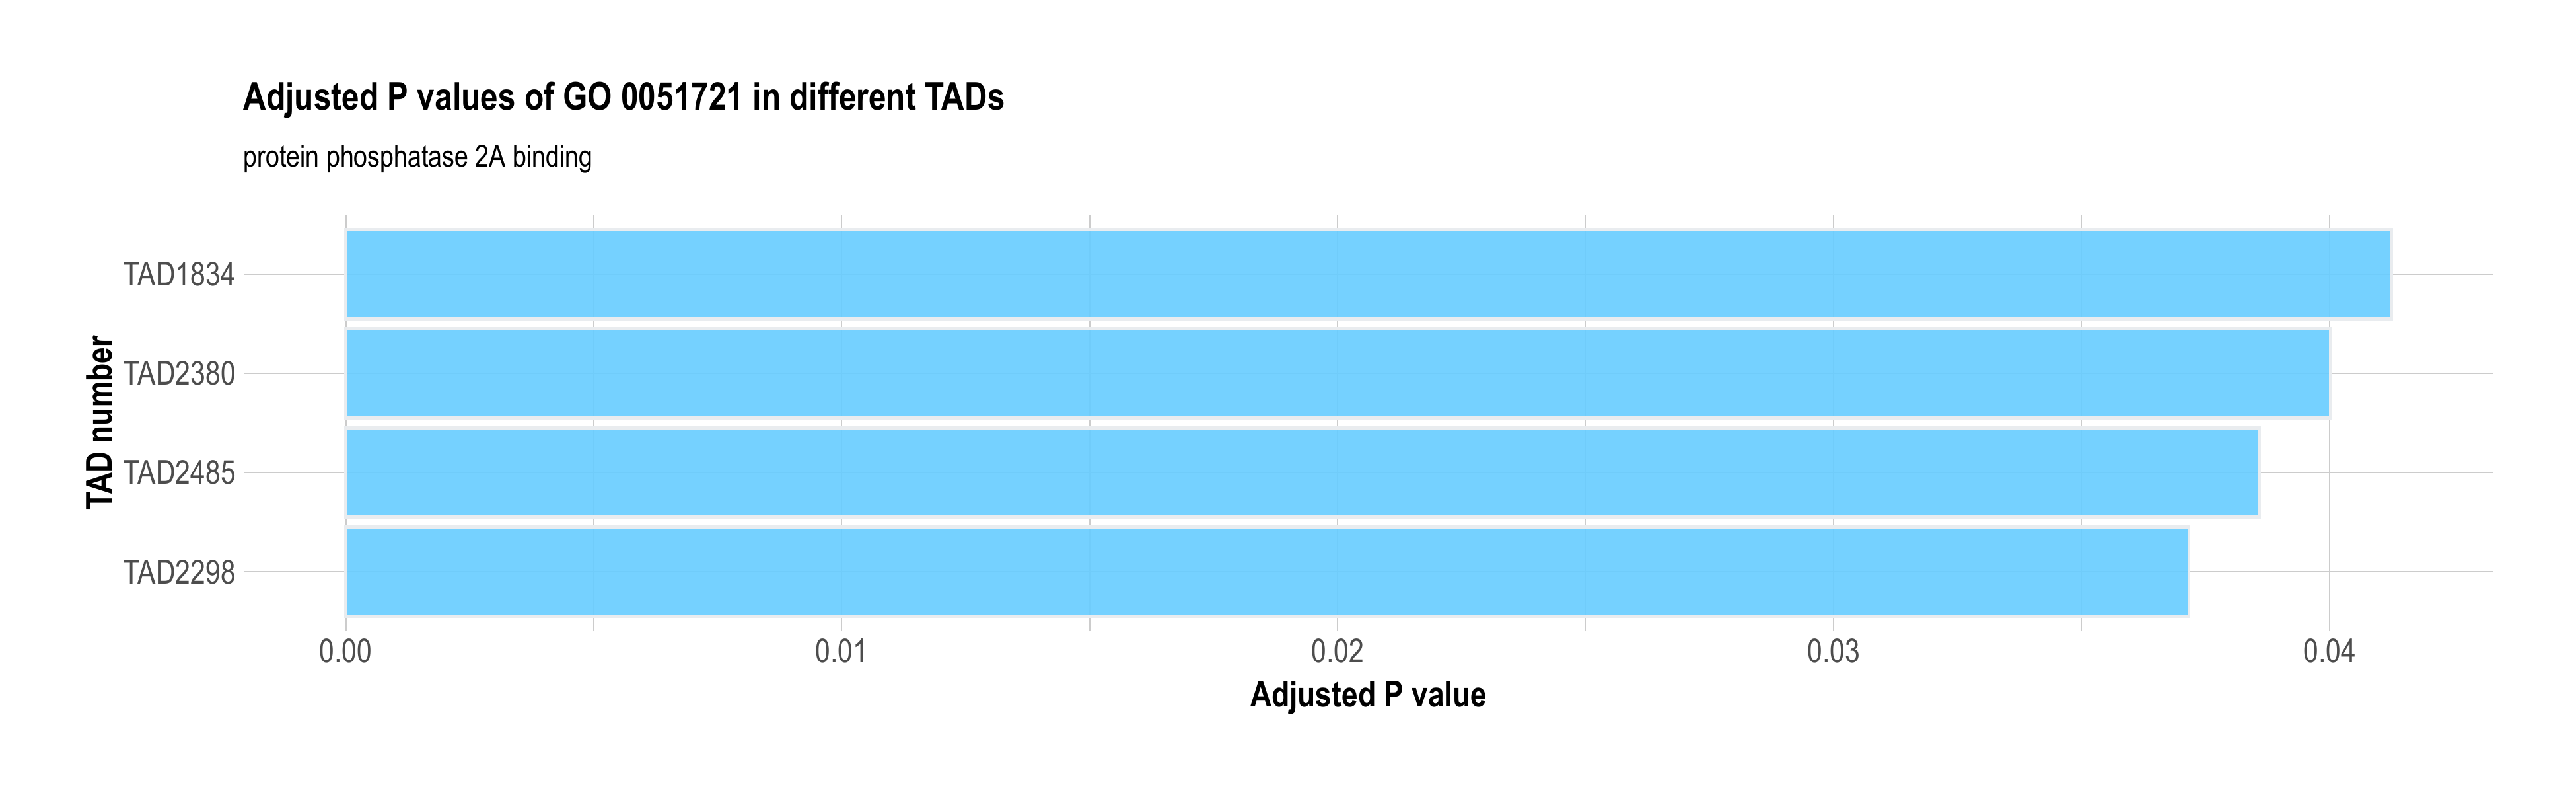 Adjusted P values of GO 0051721 in different TADs
protein phosphatase 2A binding
TAD number
TAD1834
TAD2380
TAD2485
TAD2298
0.00 0.01 0.02 0.03 0.04
Adjusted P value